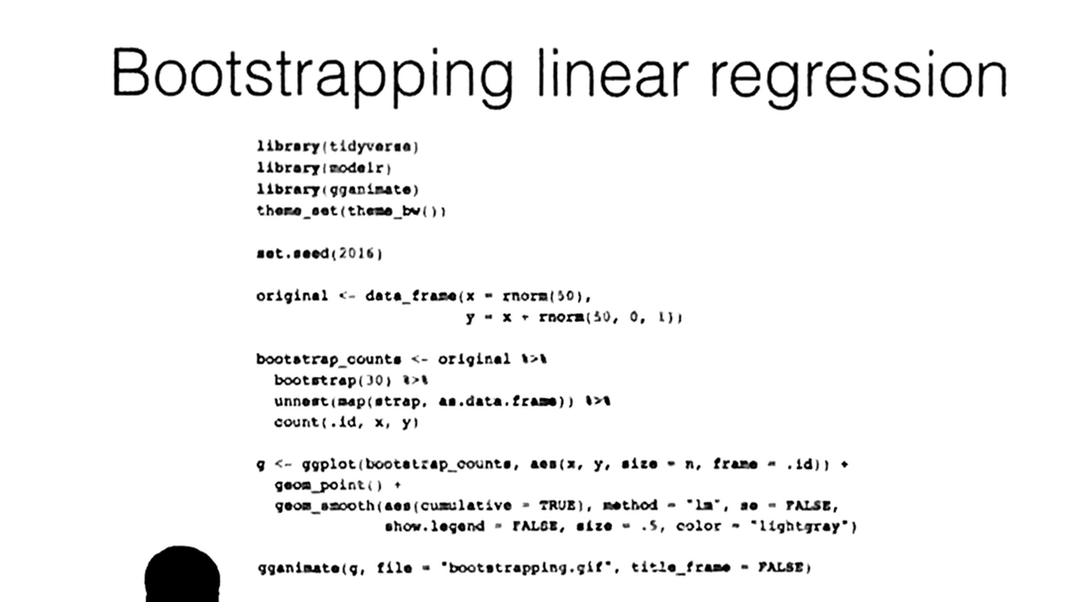 Bootstrapping linear regression
library(tidyverse)
library(modelr)
library(gganimate)
theme_set(theme_bw())
set.seed(2016)
original <- data_frame(x = rnorm(50),
y = x + rnorm(50, 0, 1))
bootstrap_counts <- original %>%
bootstrap(30) %>%
unnest(map(strap, as.data.frame)) %>%
count(.id, x, y)
g <- ggplot(bootstrap_counts, aes(x, y, size = n, frame = .id)) +
geom_point() +
geom_smooth(aes(cumulative = TRUE), method = "lm", se = FALSE,
show.legend = FALSE, size = .5, color = "lightgray")
gganimate(g, file = "bootstrapping.gif", title_frame = FALSE)